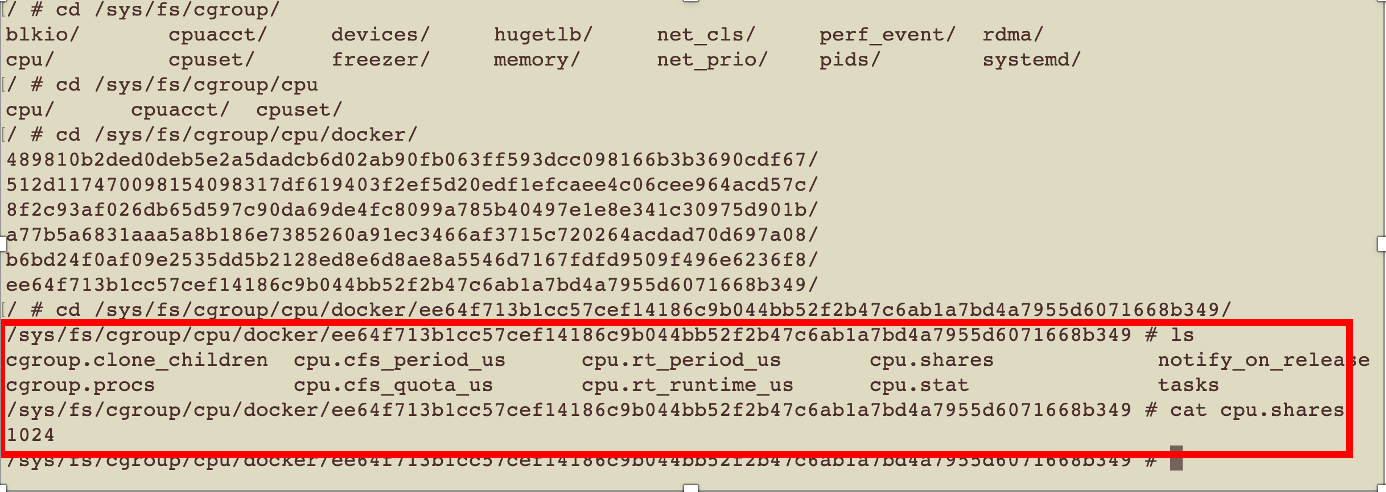 / # cd /sys/fs/cgroup/
blkio/ cpuacct/ devices/ hugetlb/ net_cls/ perf_event/ rdma/
cpu/ cpuset/ freezer/ memory/ net_prio/ pids/ systemd/
[/ # cd /sys/fs/cgroup/cpu
cpu/ cpuacct/ cpuset/
[/ # cd /sys/fs/cgroup/cpu/docker/
489810b2ded0deb5e2a5dadcb6d02ab90fb063ff593dcc098166b3b3690cdf67/
512d117470098154098317df619403f2ef5d20edf1efcaee4c06cee964acd57c/
8f2c93af026db65d597c90da69de4fc8099a785b40497e1e8e341c30975d901b/
a77b5a6831aaa5a8b186e7385260a91ec3466af3715c720264acdad70d697a08/
b6bd24f0af09e2535dd5b2128ed8e6d8ae8a5546d7167fdfd9509f496e6236f8/
ee64f713b1cc57cef14186c9b044bb52f2b47c6ab1a7bd4a7955d6071668b349/
[/ # cd /sys/fs/cgroup/cpu/docker/ee64f713b1cc57cef14186c9b044bb52f2b47c6ab1a7bd4a7955d6071668b349/
/sys/fs/cgroup/cpu/docker/ee64f713b1cc57cef14186c9b044bb52f2b47c6ab1a7bd4a7955d6071668b349 # ls
cgroup.clone_children cpu.cfs_period_us cpu.rt_period_us cpu.shares notify_on_release
cgroup.procs cpu.cfs_quota_us cpu.rt_runtime_us cpu.stat tasks
/sys/fs/cgroup/cpu/docker/ee64f713b1cc57cef14186c9b044bb52f2b47c6ab1a7bd4a7955d6071668b349 # cat cpu.shares
1024
/sys/fs/cgroup/cpu/docker/ee64f713b1cc57cef14186c9b044bb52f2b47c6ab1a7bd4a7955d6071668b349 #